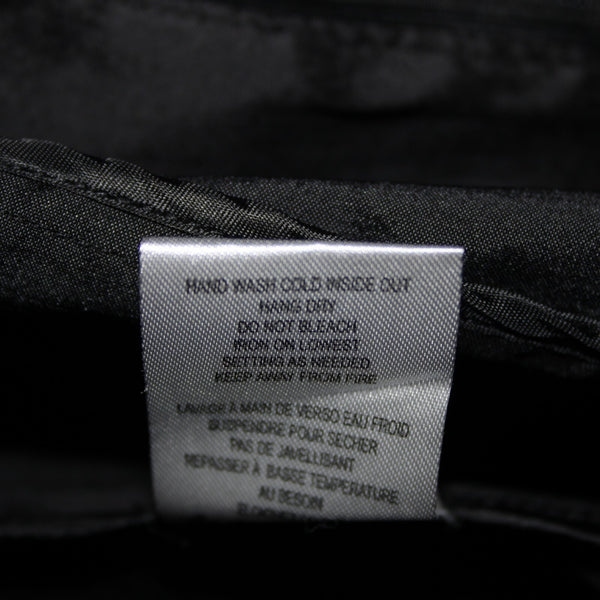 HAND WASH COLD INSIDE OUT
HANG DRY
DO NOT BLEACH
IRON ON LOWEST
SETTING AS NEEDED
KEEP AWAY FROM FIRE
LAVAGE À MAIN DE VERSO EAU FROID
SUSPENDRE POUR SECHER
PAS DE JAVELLISANT
REPASSER À BASSE TEMPERATURE
AU BESOIN